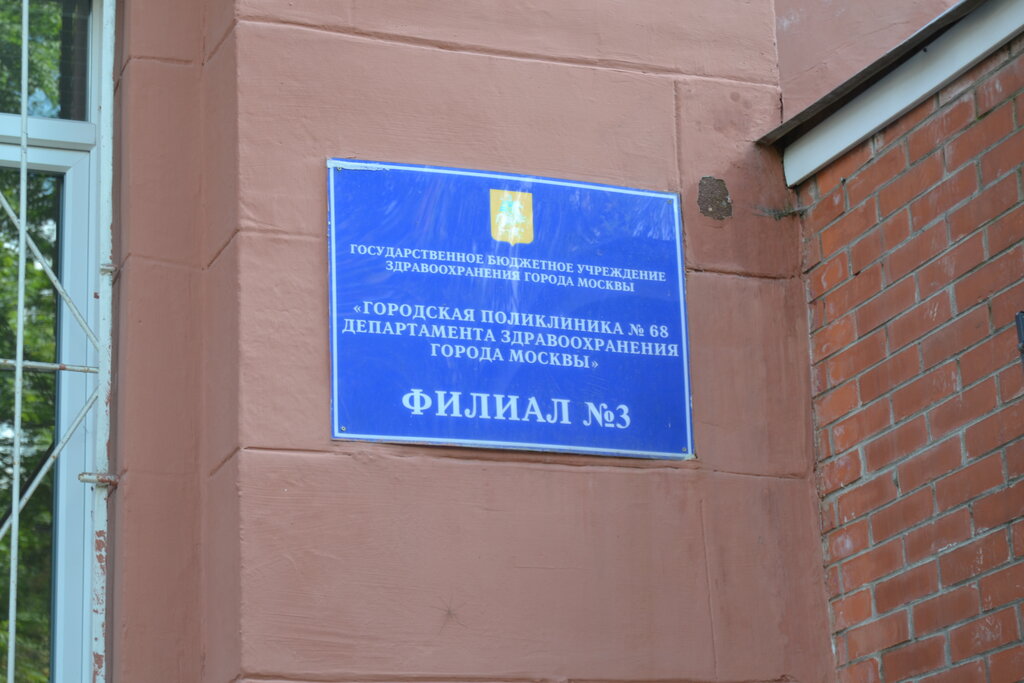 ГОСУДАРСТВЕННОЕ БЮДЖЕТНОЕ УЧРЕЖДЕНИЕ
ЗДРАВООХРАНЕНИЯ ГОРОДА МОСКВЫ
«ГОРОДСКАЯ ПОЛИКЛИНИКА № 68
ДЕПАРТАМЕНТА ЗДРАВООХРАНЕНИЯ
ГОРОДА МОСКВЫ»
ФИЛИАЛ №3